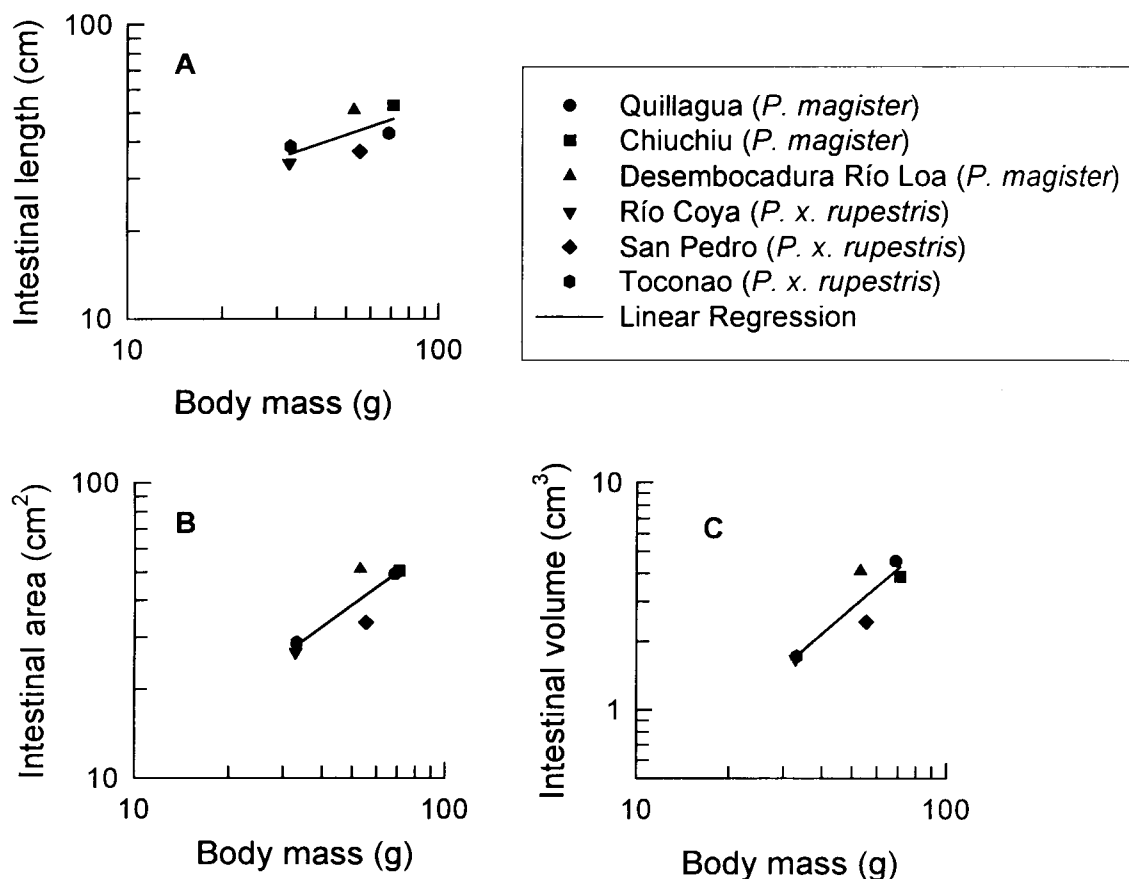 100
Intestinal length (cm)
A
10
10
100
Body mass (g)
Quillagua (P. magister)
Chiuchiu (P. magister)
Desembocadura Río Loa (P. magister)
Río Coya (P. x. rupestris)
San Pedro (P. x. rupestris)
Toconao (P. x. rupestris)
Linear Regression
100
Intestinal area (cm²)
B
10
10
100
Body mass (g)
10
Intestinal volume (cm³)
C
1
10
100
Body mass (g)